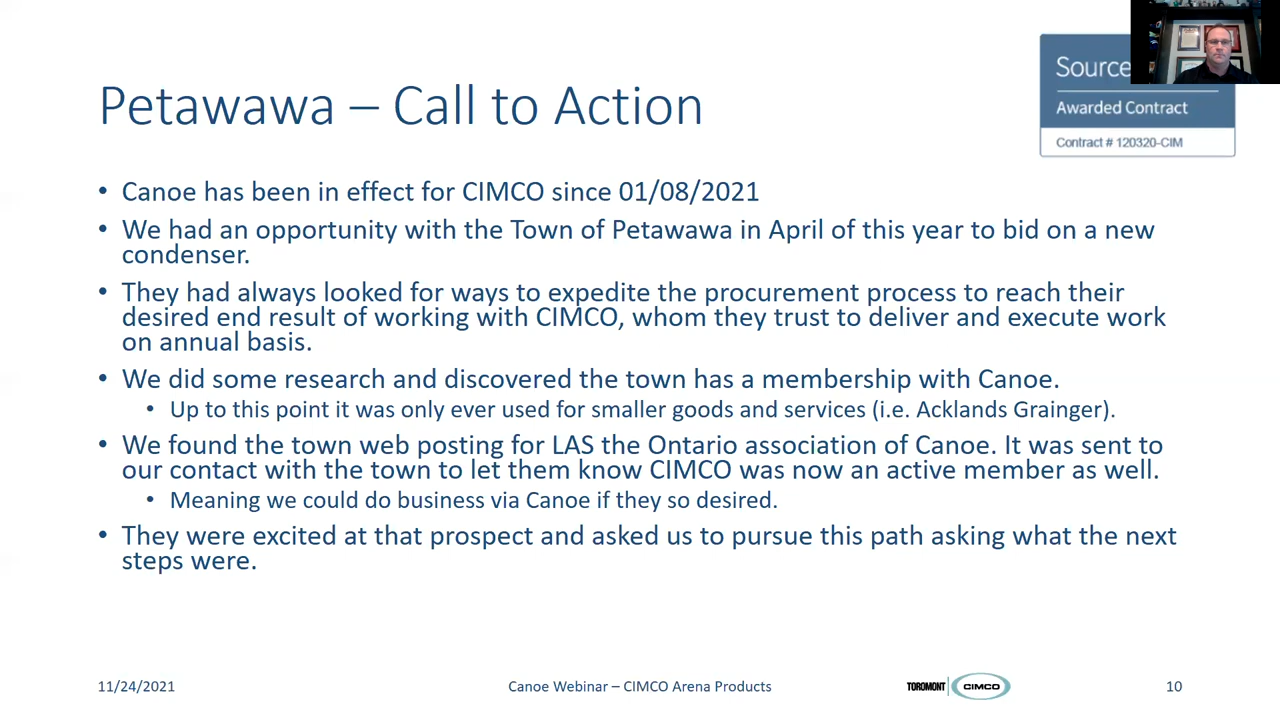 Source
Awarded Contract
Contract # 120320-CIM
Petawawa – Call to Action
• Canoe has been in effect for CIMCO since 01/08/2021
• We had an opportunity with the Town of Petawawa in April of this year to bid on a new
condenser.
• They had always looked for ways to expedite the procurement process to reach their
desired end result of working with CIMCO, whom they trust to deliver and execute work
on annual basis.
• We did some research and discovered the town has a membership with Canoe.
• Up to this point it was only ever used for smaller goods and services (i.e. Acklands Grainger).
• We found the town web posting for LAS the Ontario association of Canoe. It was sent to
our contact with the town to let them know CIMCO was now an active member as well.
• Meaning we could do business via Canoe if they so desired.
• They were excited at that prospect and asked us to pursue this path asking what the next
steps were.
11/24/2021
Canoe Webinar – CIMCO Arena Products
TOROMONT CIMCO
10